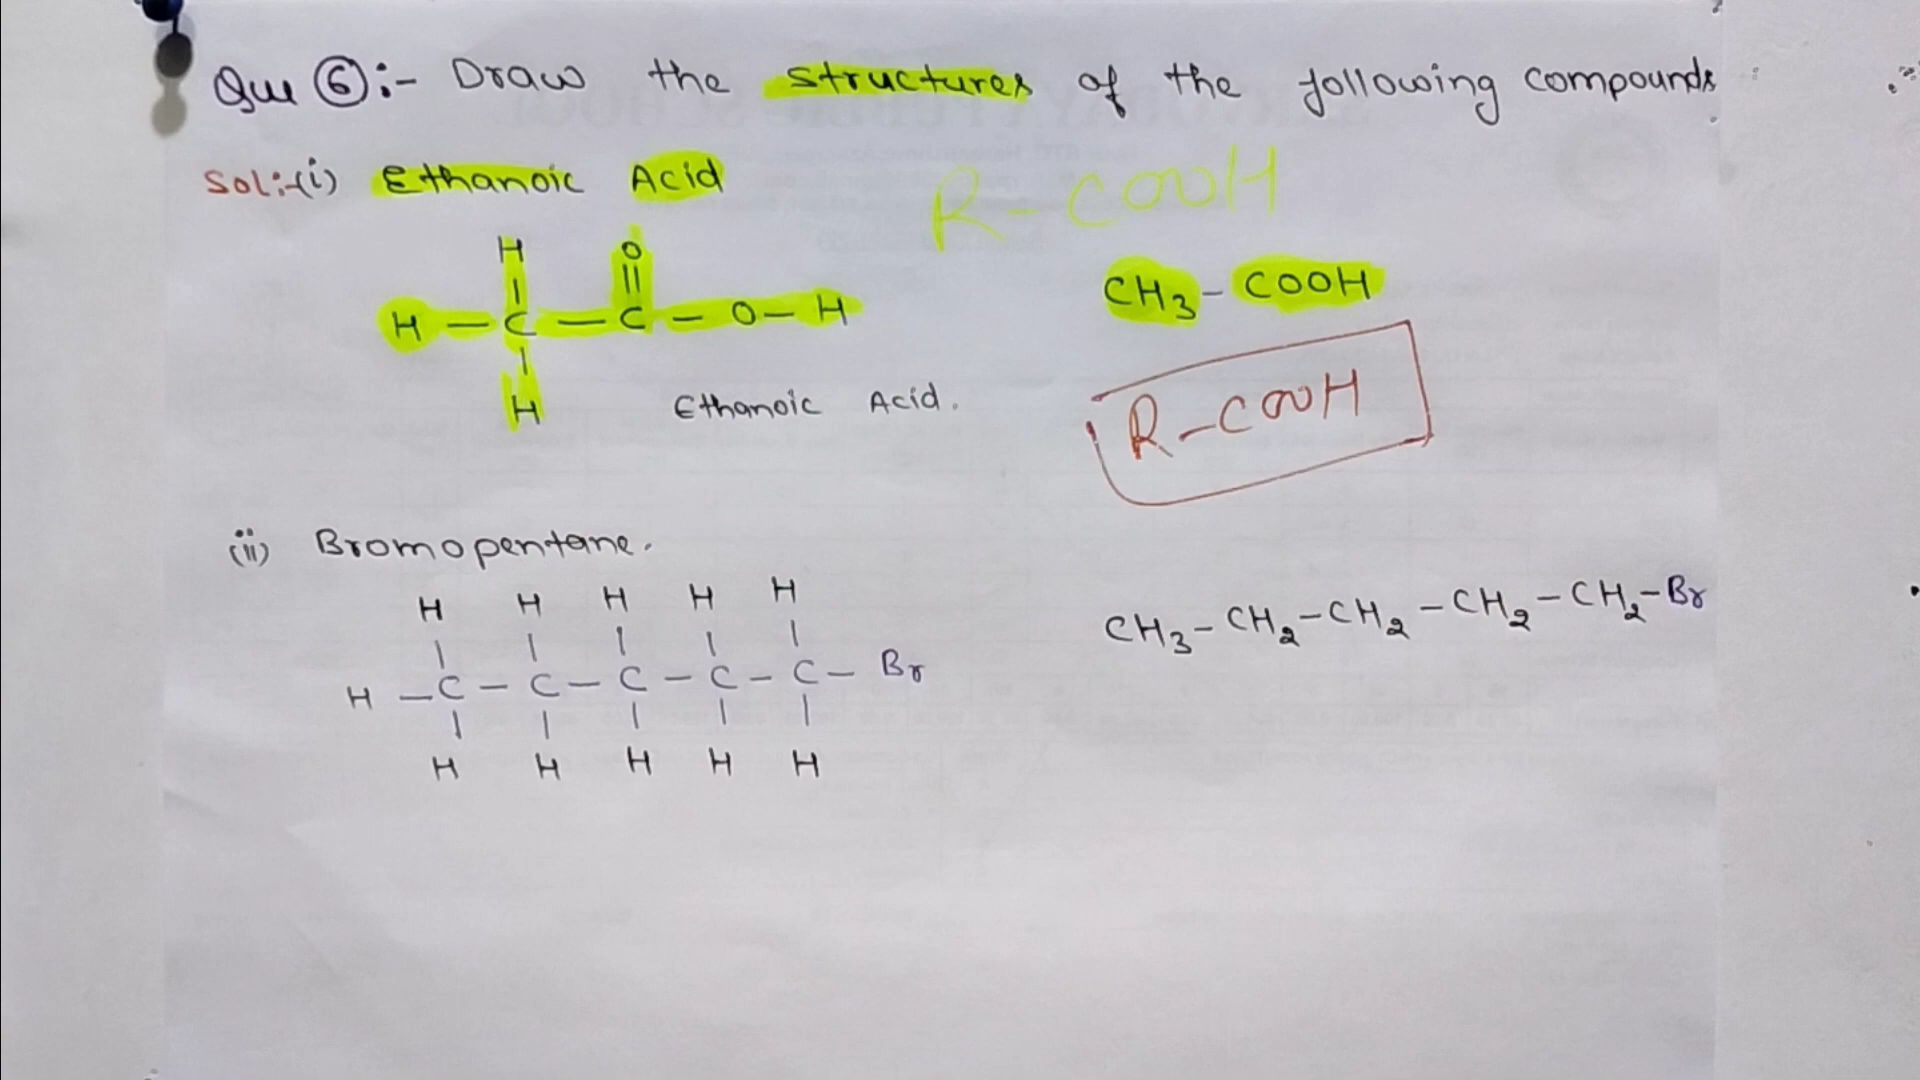 Que ⑥:- Draw the structures of the following compounds
Sol:-(i) Ethanoic Acid
R-COOH
H O
H - C - C - O - H
H
CH₃ - COOH
Ethanoic Acid.
R-COOH
(ii) Bromopentane.
H H H H H
H - C - C - C - C - C - Br
H H H H H
CH₃-CH₂-CH₂-CH₂-CH₂-Br